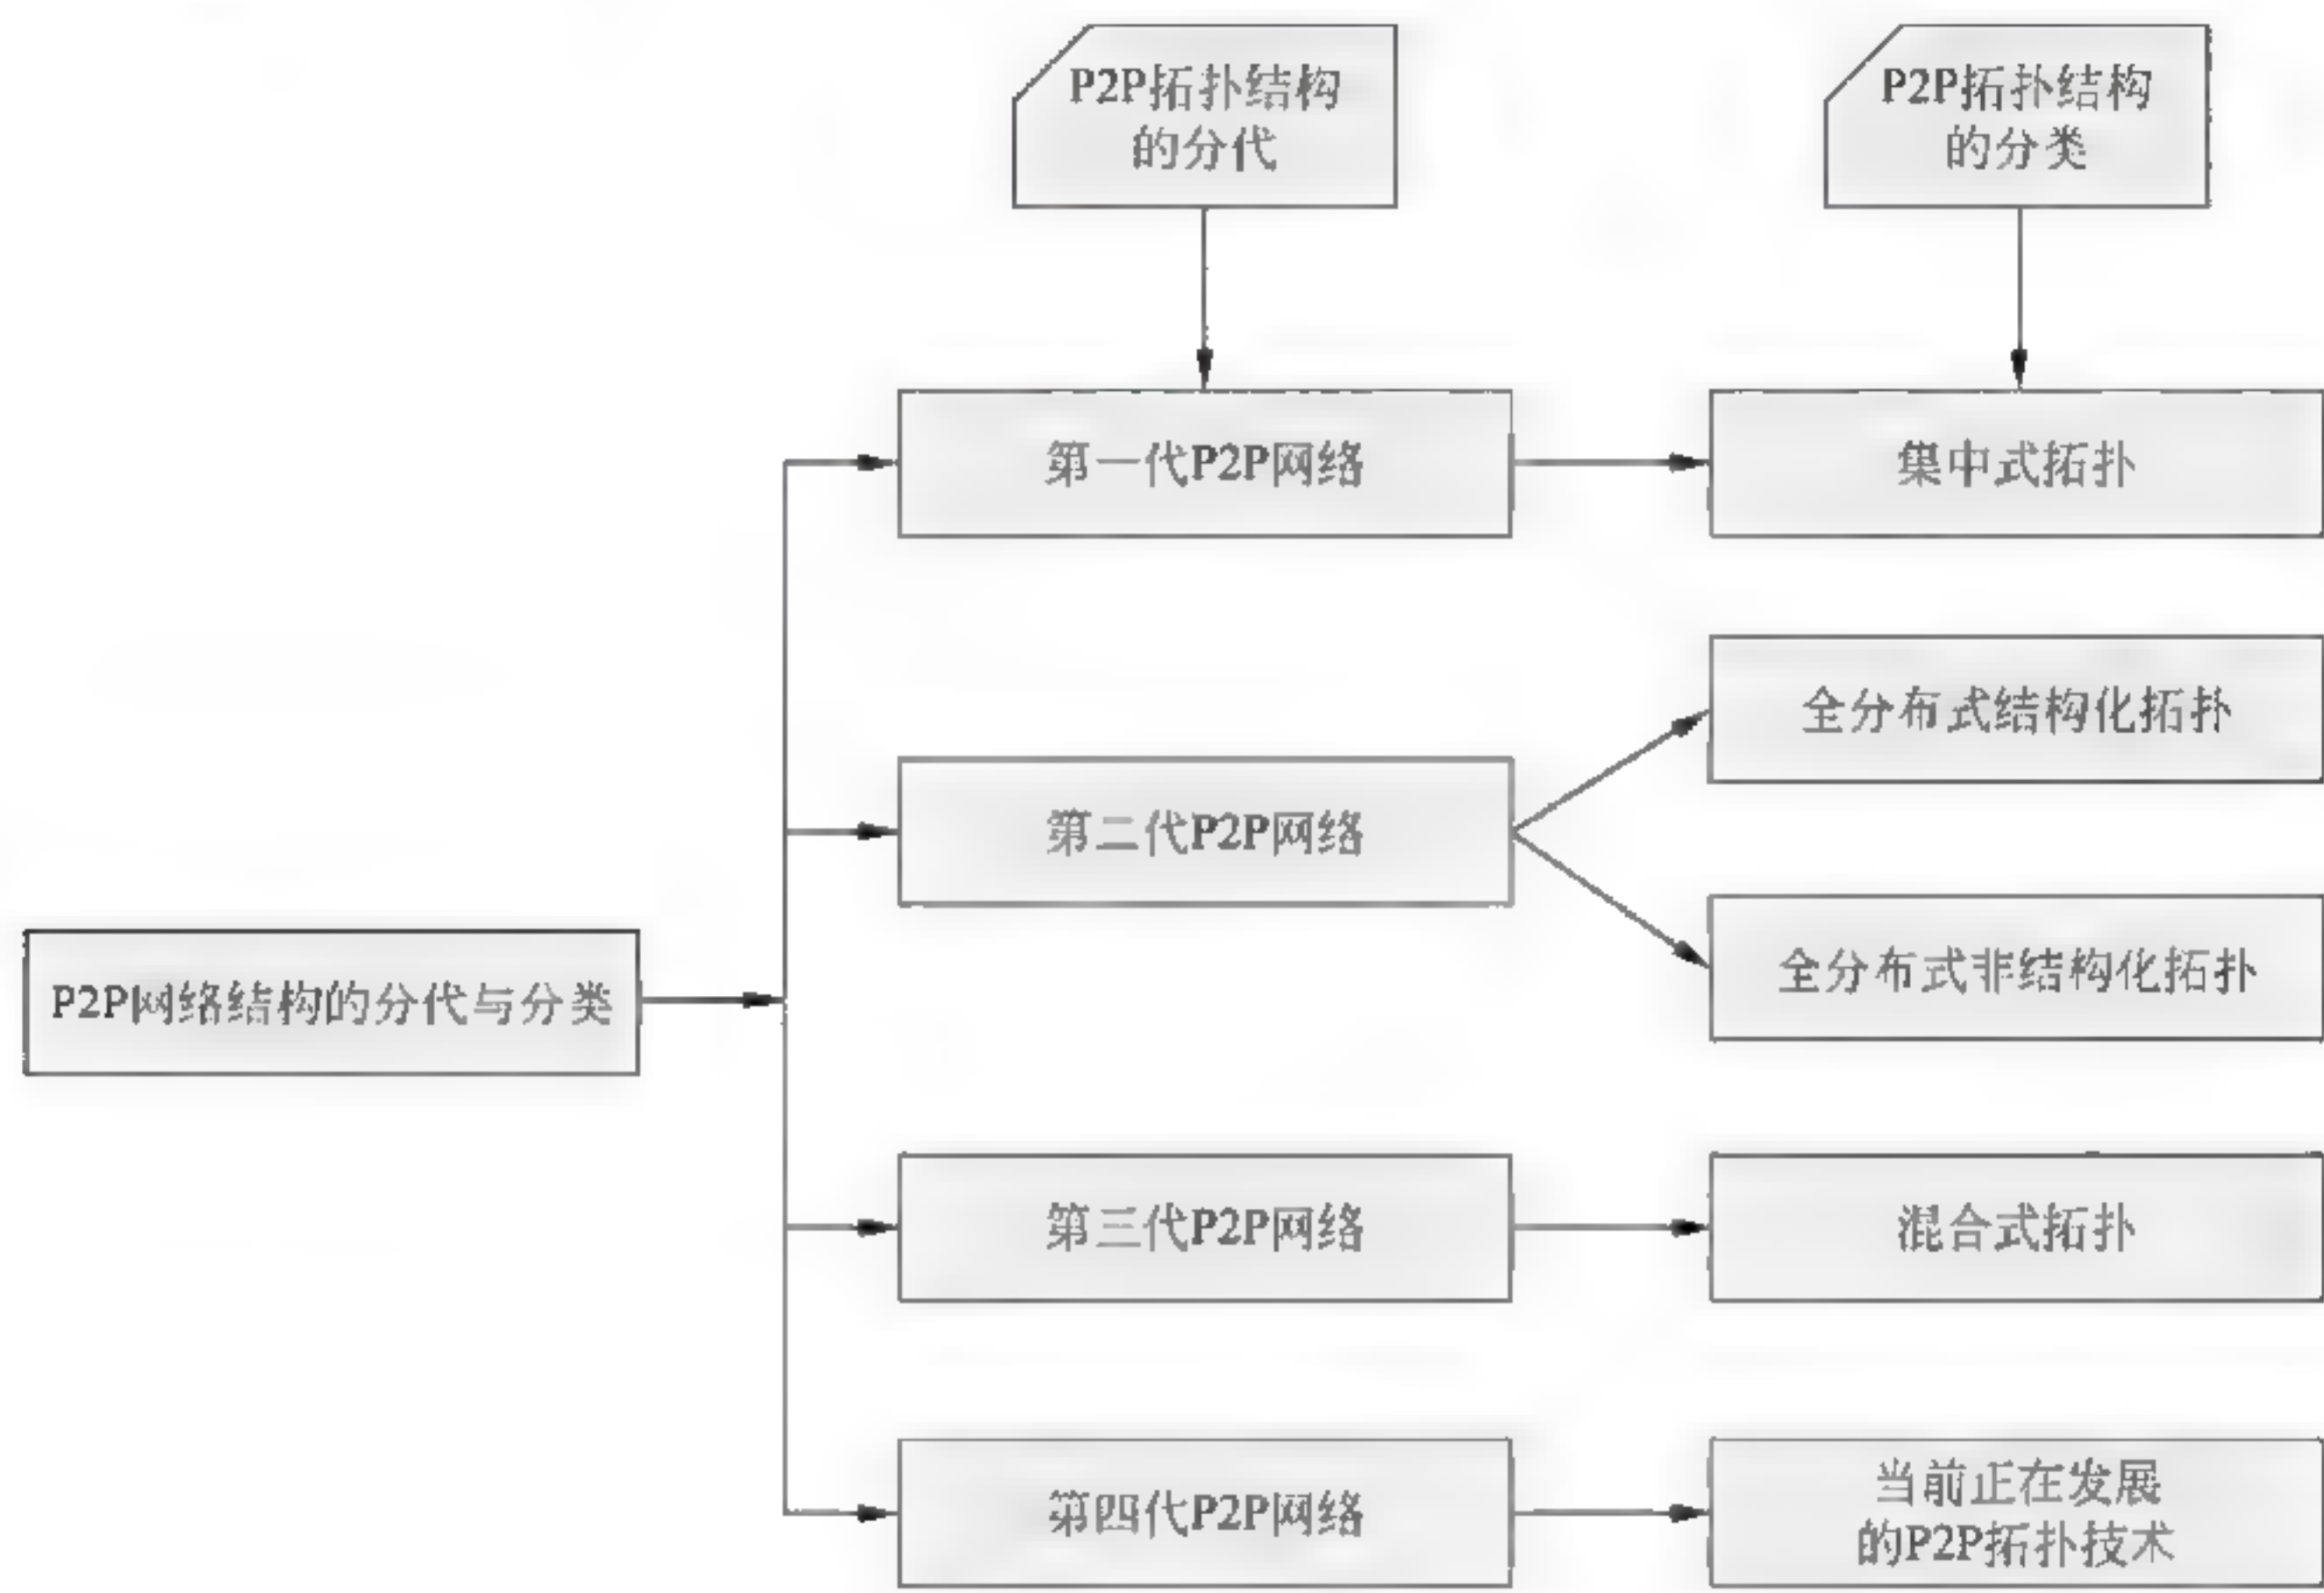 P2P拓扑结构
的分代
P2P拓扑结构
的分类
第一代P2P网络
集中式拓扑
全分布式结构化拓扑
第二代P2P网络
全分布式非结构化拓扑
P2P网络结构的分代与分类
第三代P2P网络
混合式拓扑
第四代P2P网络
当前正在发展
的P2P拓扑技术